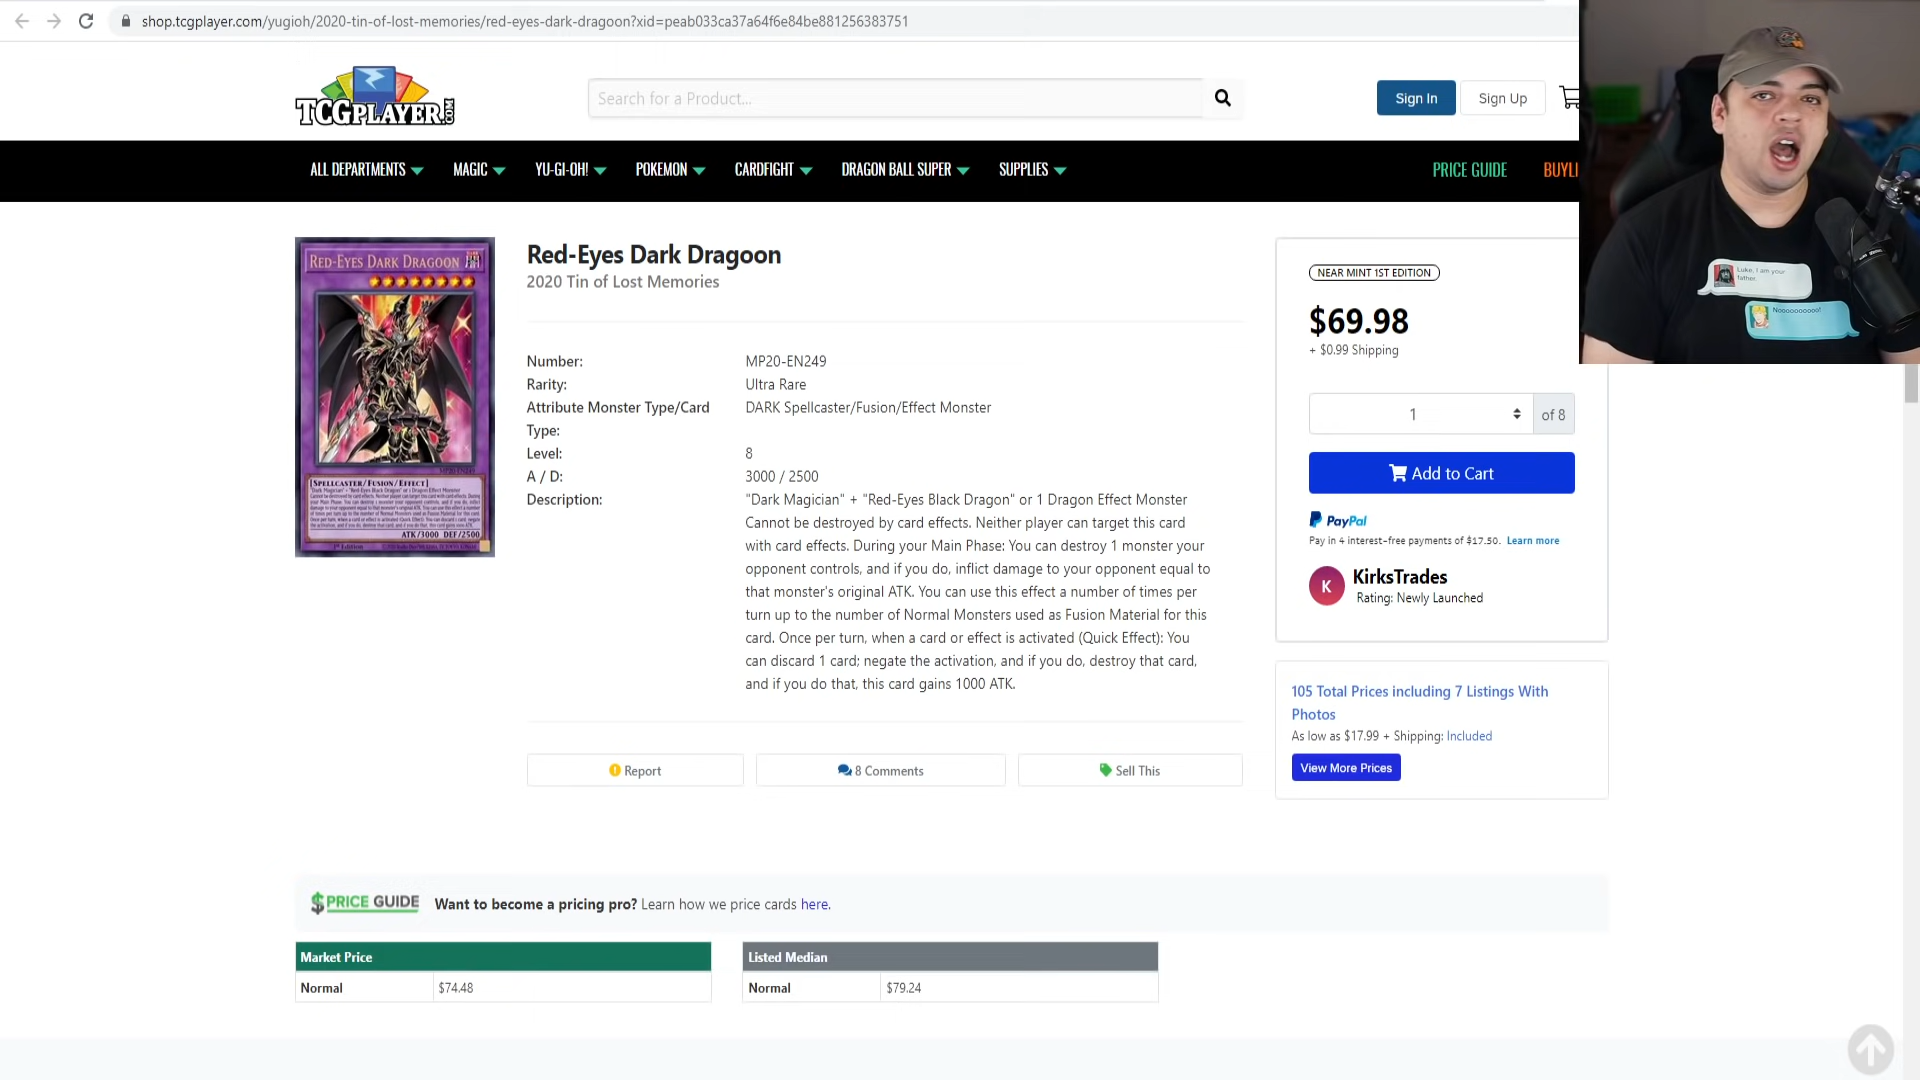 shop.tcgplayer.com/yugioh/2020-tin-of-lost-memories/red-eyes-dark-dragoon?xid=peab033ca37a64f6e84be881256383751
TCGPLAYER.COM
Search for a Product...
Sign In
Sign Up
ALL DEPARTMENTS
MAGIC
YU-GI-OH!
POKEMON
CARDFIGHT
DRAGON BALL SUPER
SUPPLIES
PRICE GUIDE
BUYLI
RED-EYES DARK DRAGOON
MP20-EN249
[SPELLCASTER/FUSION/EFFECT]
ATK/3000 DEF/2500
1st Edition
Red-Eyes Dark Dragoon
2020 Tin of Lost Memories
Number: MP20-EN249
Rarity: Ultra Rare
Attribute Monster Type/Card DARK Spellcaster/Fusion/Effect Monster
Type:
Level: 8
A / D: 3000 / 2500
Description: "Dark Magician" + "Red-Eyes Black Dragon" or 1 Dragon Effect Monster
Cannot be destroyed by card effects. Neither player can target this card
with card effects. During your Main Phase: You can destroy 1 monster your
opponent controls, and if you do, inflict damage to your opponent equal to
that monster's original ATK. You can use this effect a number of times per
turn up to the number of Normal Monsters used as Fusion Material for this
card. Once per turn, when a card or effect is activated (Quick Effect): You
can discard 1 card; negate the activation, and if you do, destroy that card,
and if you do that, this card gains 1000 ATK.
Report
8 Comments
Sell This
NEAR MINT 1ST EDITION
$69.98
+ $0.99 Shipping
1
of 8
Add to Cart
PayPal
Pay in 4 interest-free payments of $17.50. Learn more
K
KirksTrades
Rating: Newly Launched
105 Total Prices including 7 Listings With
Photos
As low as $17.99 + Shipping: Included
View More Prices
Luke, I am your
father.
$PRICE GUIDE
Want to become a pricing pro? Learn how we price cards here.
Market Price
Normal $74.48
Listed Median
Normal $79.24